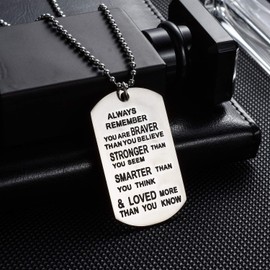 ALWAYS
REMEMBER
YOU ARE BRAVER
THAN YOU BELIEVE
STRONGER THAN
YOU SEEM
SMARTER THAN
YOU THINK
& LOVED MORE
THAN YOU KNOW